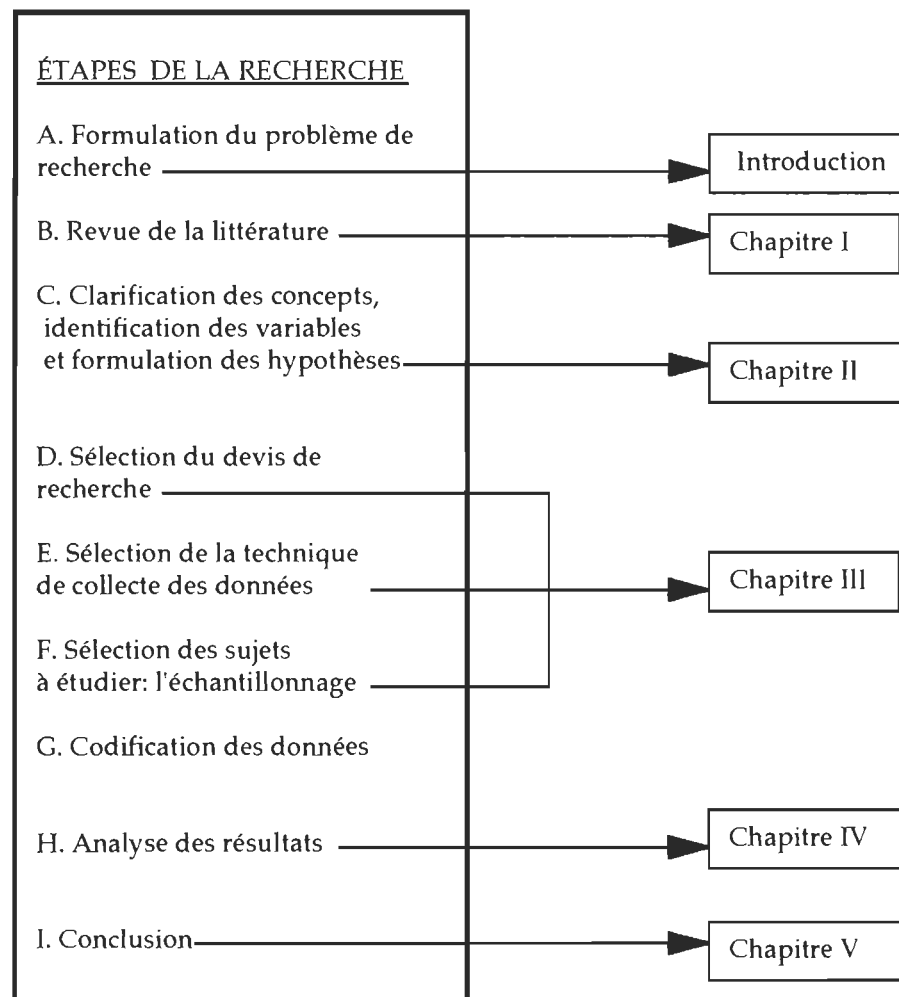 ÉTAPES DE LA RECHERCHE
A. Formulation du problème de
recherche
Introduction
B. Revue de la littérature
Chapitre I
C. Clarification des concepts,
identification des variables
et formulation des hypothèses
Chapitre II
D. Sélection du devis de
recherche
E. Sélection de la technique
de collecte des données
Chapitre III
F. Sélection des sujets
à étudier: l'échantillonnage
G. Codification des données
H. Analyse des résultats
Chapitre IV
I. Conclusion
Chapitre V